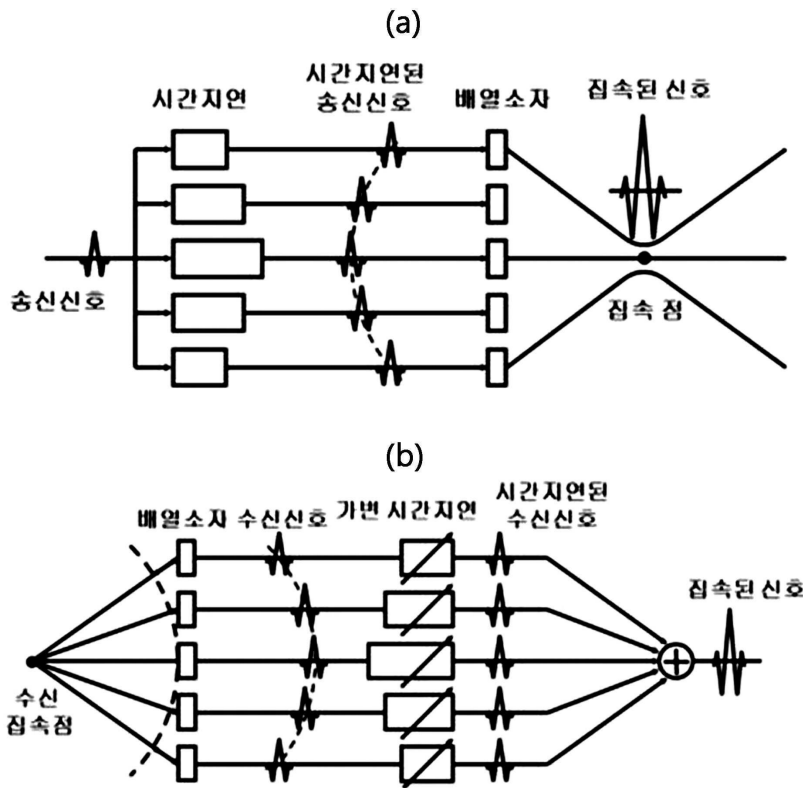 (a)
시간지연
시간지연된
송신신호
배열소자
집속된 신호
송신신호
집속 점
(b)
배열소자
수신신호
가변 시간지연
시간지연된
수신신호
집속된 신호
수신
집속점